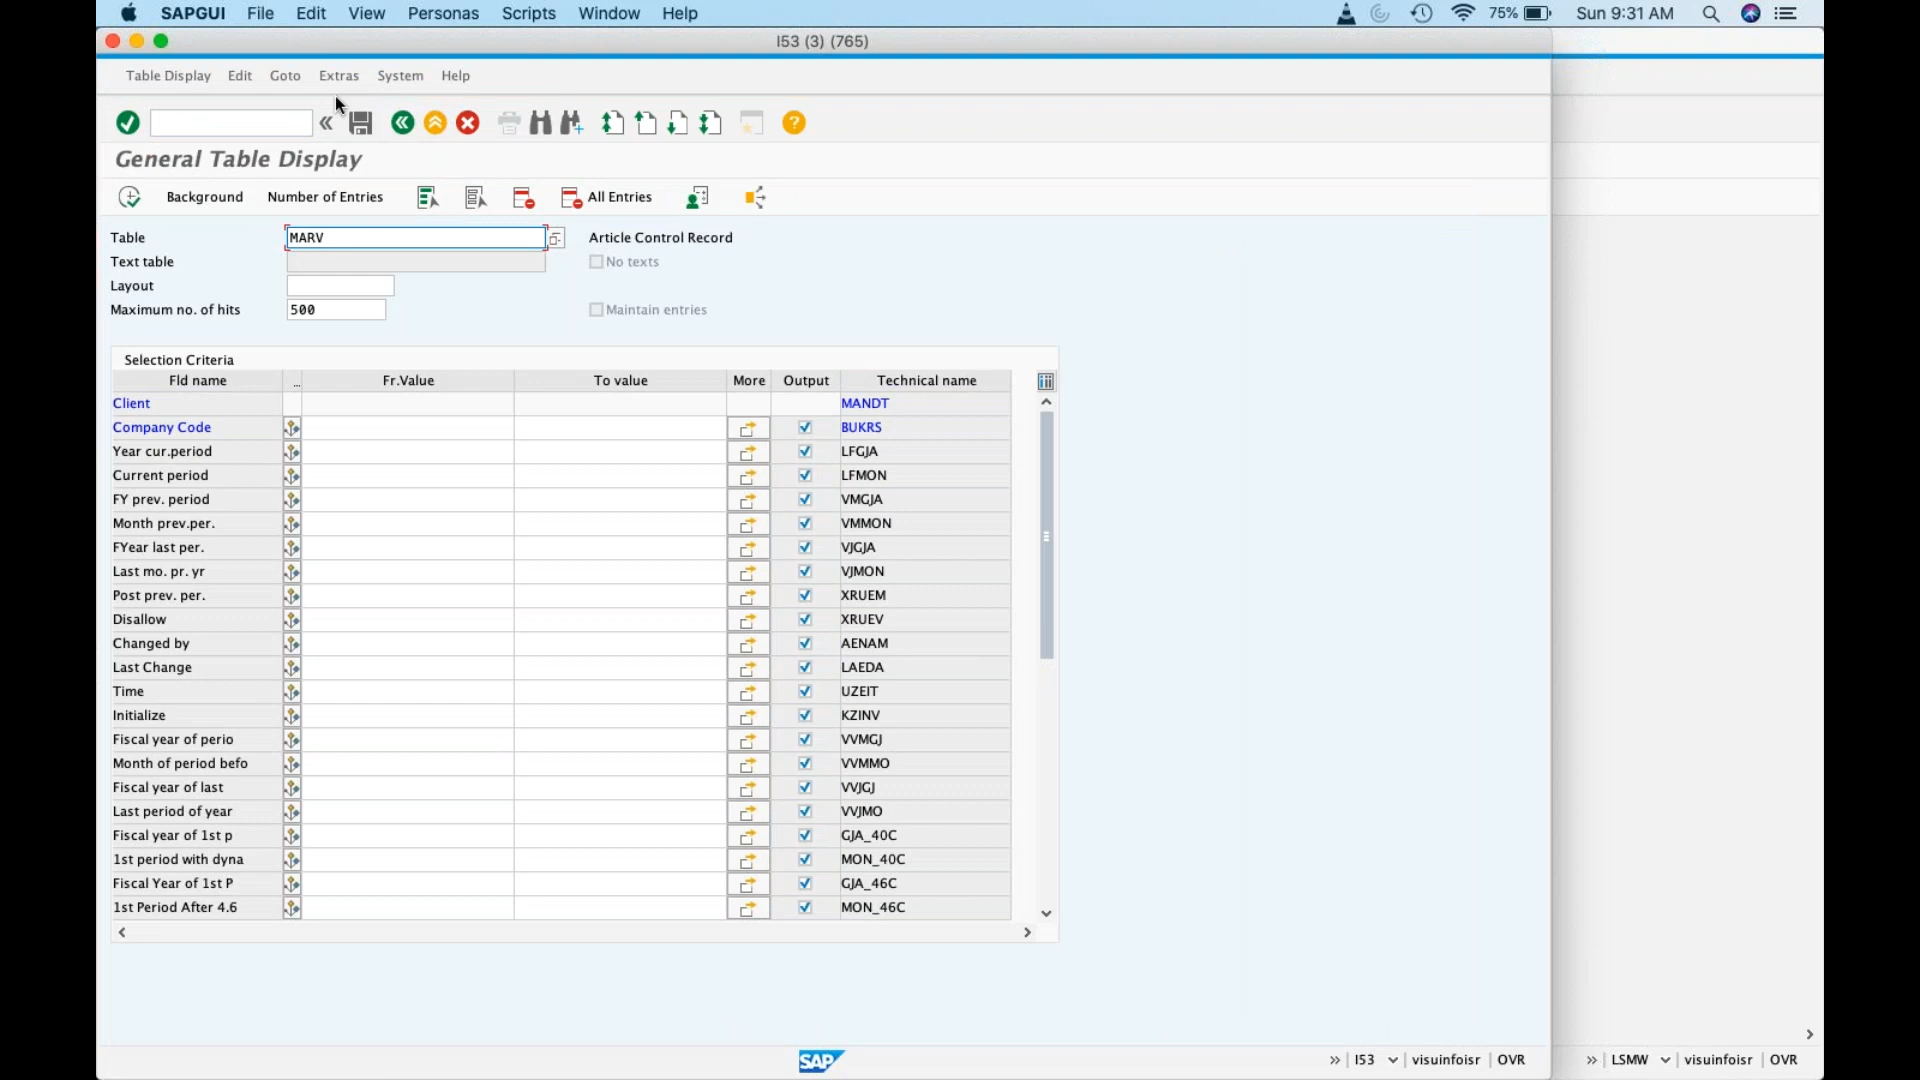 SAPGUI File Edit View Personas Scripts Window Help 75% Sun 9:31 AM
I53 (3) (765)
Table Display Edit Goto Extras System Help
General Table Display
Background Number of Entries All Entries
Table MARV Article Control Record
Text table No texts
Layout
Maximum no. of hits 500 Maintain entries
Selection Criteria
Fld name ... Fr.Value To value More Output Technical name
Client MANDT
Company Code BUKRS
Year cur.period LFGJA
Current period LFMON
FY prev. period VMGJA
Month prev.per. VMMON
FYear last per. VJGJA
Last mo. pr. yr VJMON
Post prev. per. XRUEM
Disallow XRUEV
Changed by AENAM
Last Change LAEDA
Time UZEIT
Initialize KZINV
Fiscal year of perio VVMGJ
Month of period befo VVMMO
Fiscal year of last VVJGJ
Last period of year VVJMO
Fiscal year of 1st p GJA_40C
1st period with dyna MON_40C
Fiscal Year of 1st P GJA_46C
1st Period After 4.6 MON_46C
SAP I53 visuinfoisr OVR LSMW visuinfoisr OVR